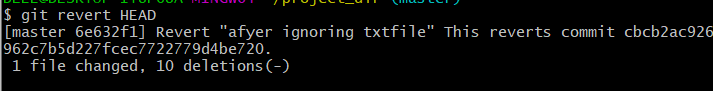 $ git revert HEAD
[master 6e632f1] Revert "afyer ignoring txtfile" This reverts commit cbcb2ac926
962c7b5d227fcec7722779d4be720.
1 file changed, 10 deletions(-)